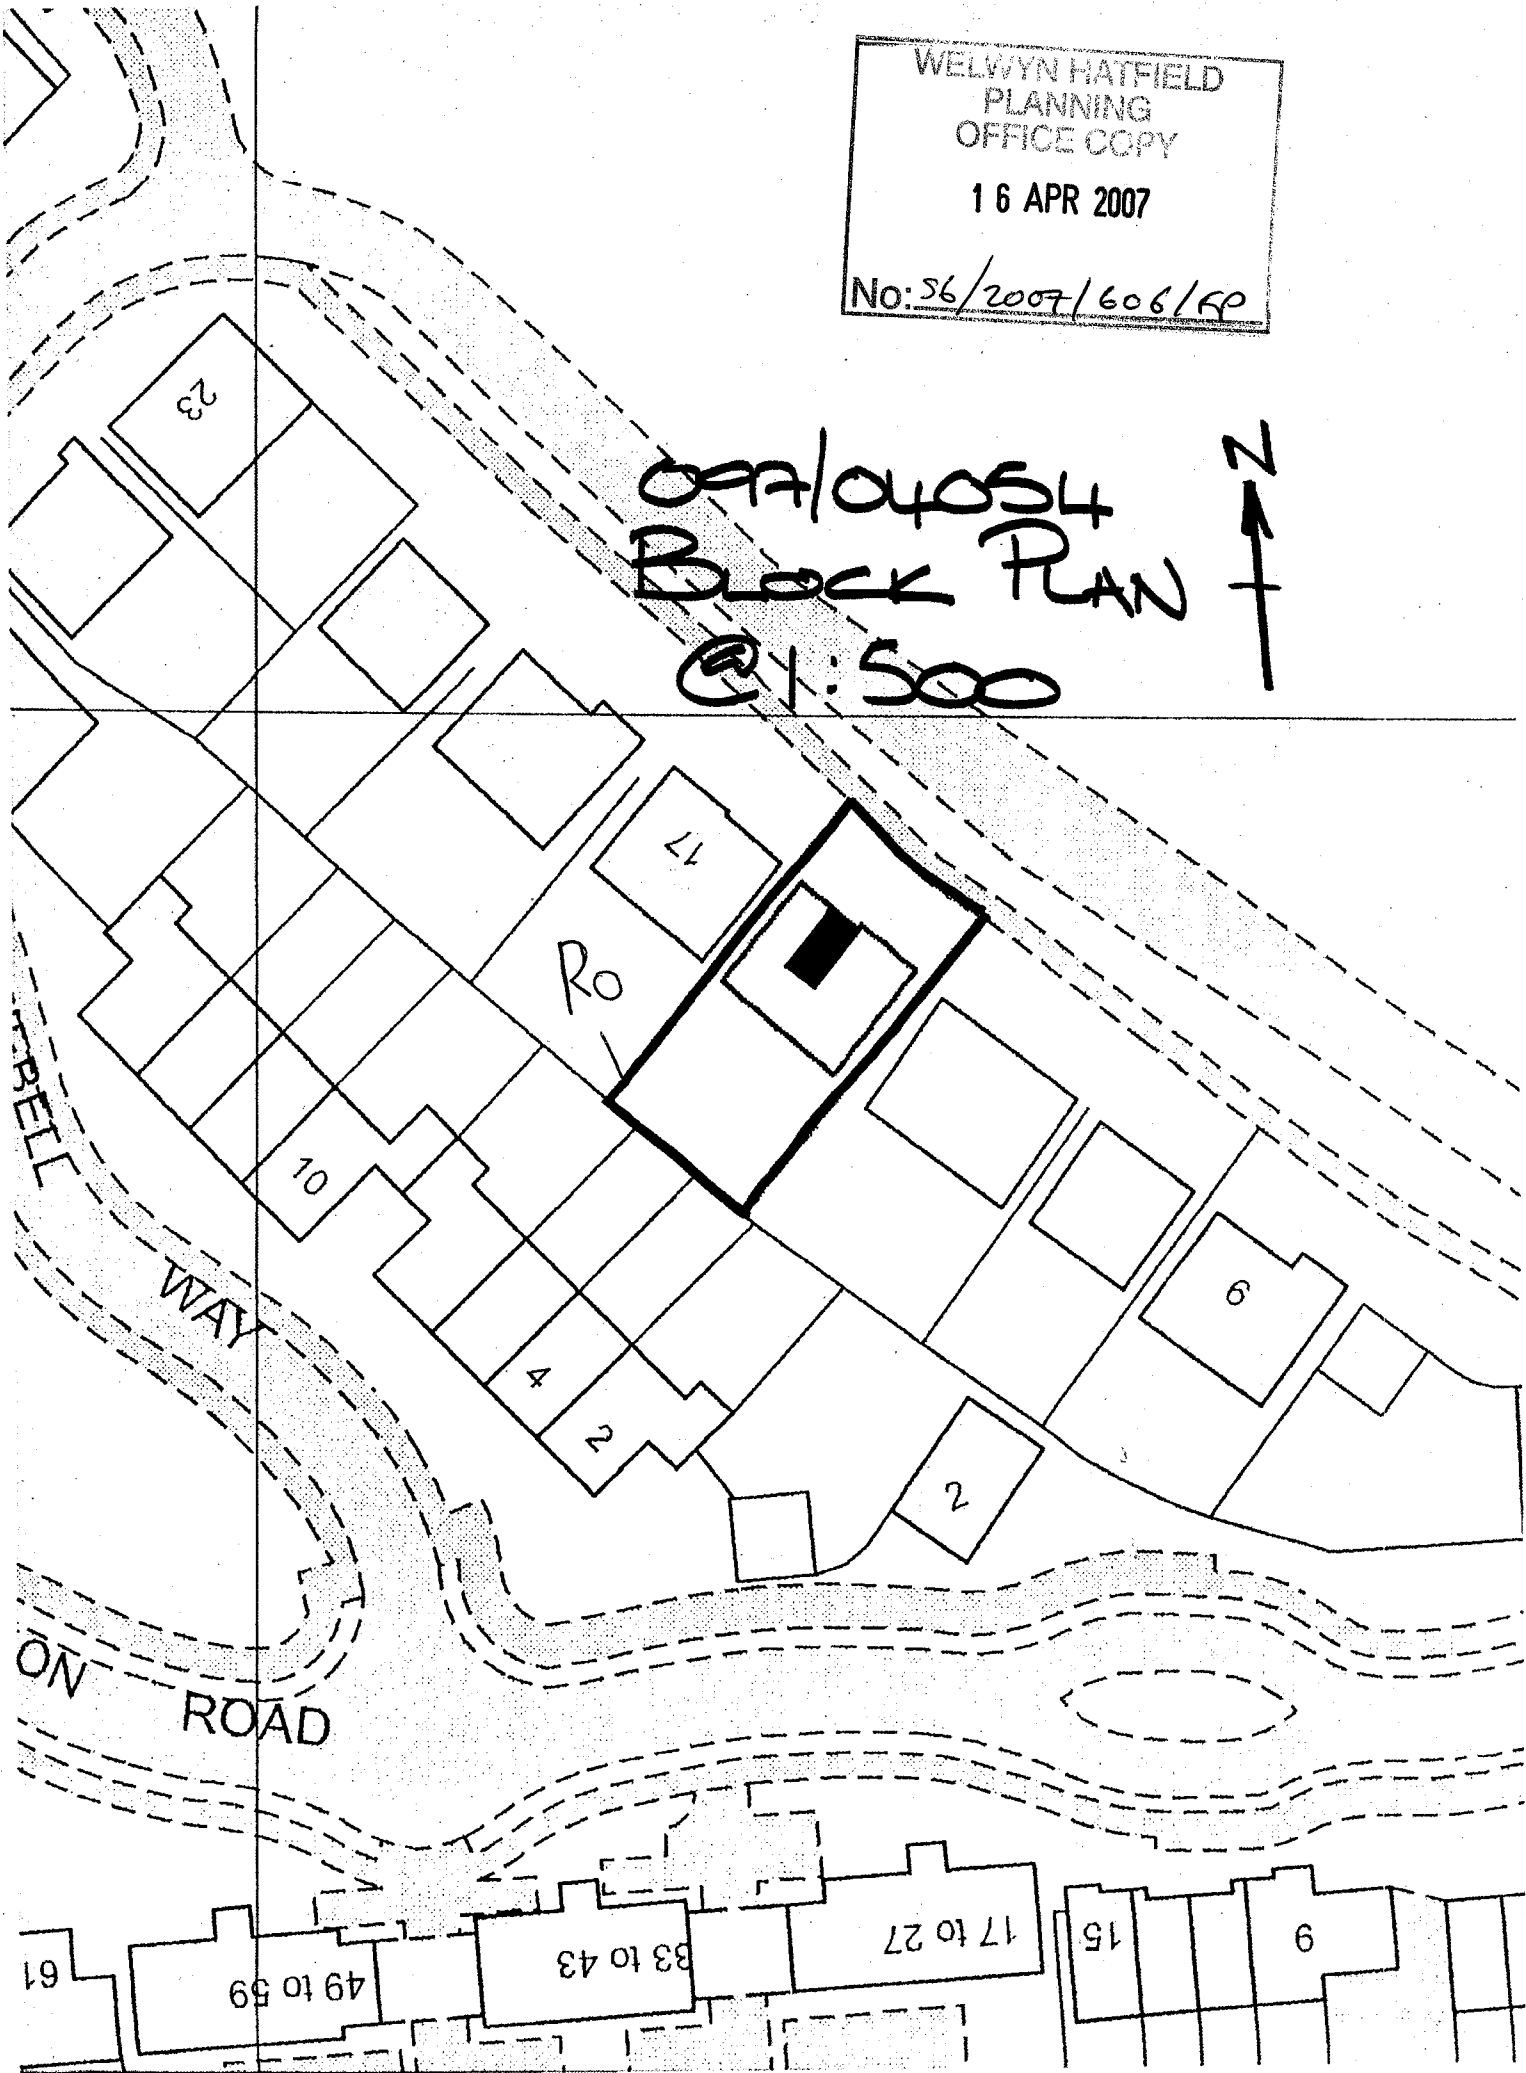 WELWYN HATFIELD
PLANNING
OFFICE COPY
16 APR 2007
No: S6/2007/606/FP
097/04054
BLOCK PLAN
@ 1:500
N
23
17
Ro
10
WAY
6
4
2
2
ON
ROAD
61
49 to 59
33 to 43
17 to 27
15
9